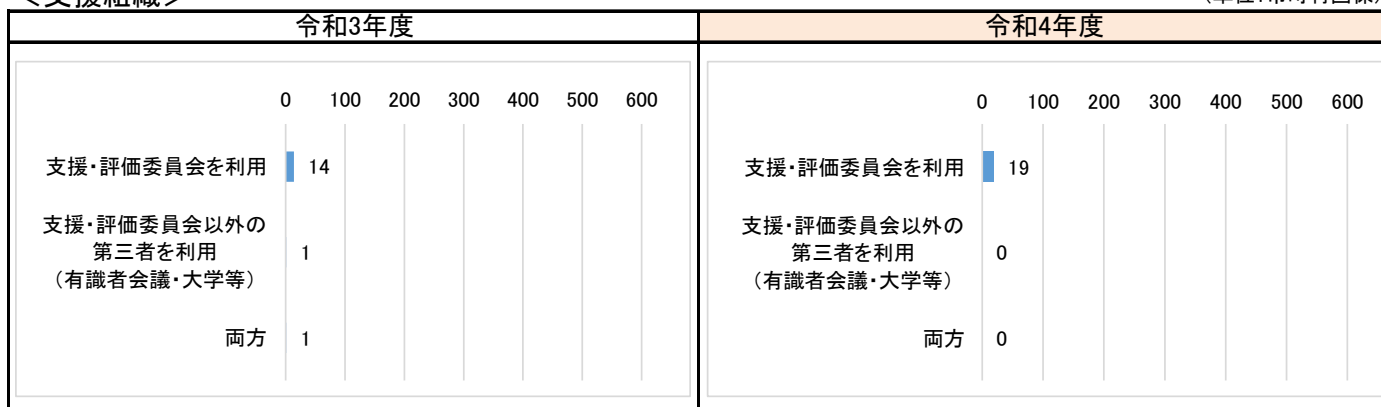 ＜支援組織＞
令和3年度
令和4年度
0 100 200 300 400 500 600
支援・評価委員会を利用 14
支援・評価委員会以外の
第三者を利用 1
（有識者会議・大学等）
両方 1
0 100 200 300 400 500 600
支援・評価委員会を利用 19
支援・評価委員会以外の
第三者を利用 0
（有識者会議・大学等）
両方 0